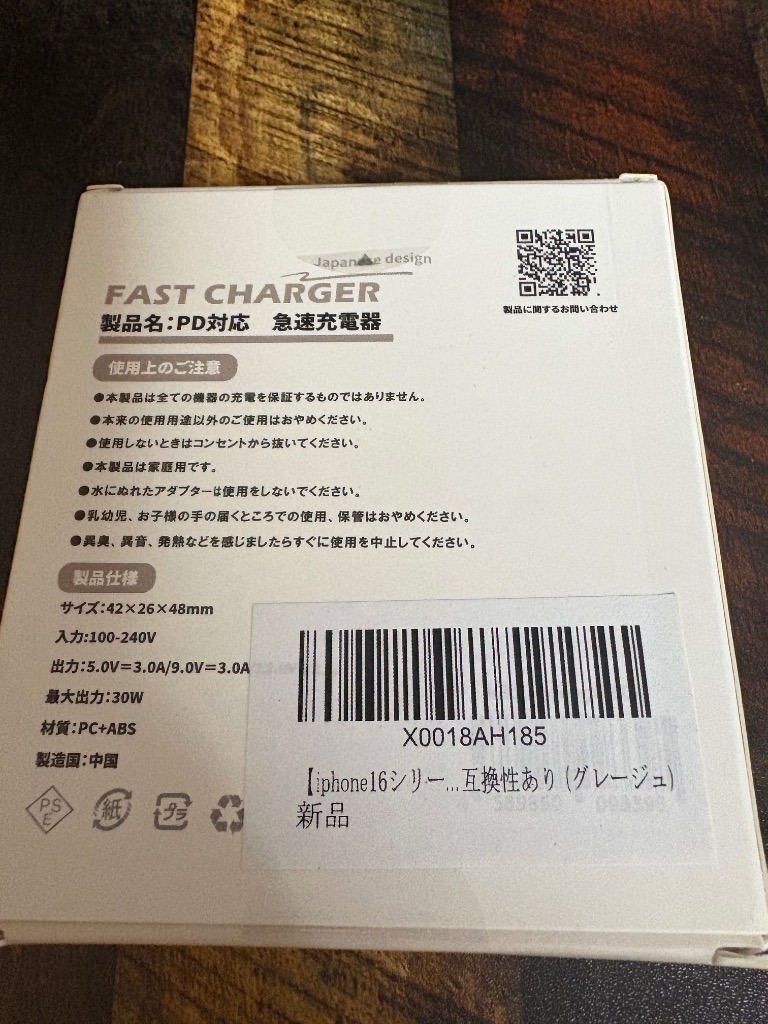 Japanese design
FAST CHARGER
製品名:PD対応 急速充電器
製品に関するお問い合わせ
使用上のご注意
●本製品は全ての機器の充電を保証するものではありません。
●本来の使用用途以外のご使用はおやめください。
●使用しないときはコンセントから抜いてください。
●本製品は家庭用です。
●水にぬれたアダプターは使用をしないでください。
●乳幼児、お子様の手の届くところでの使用、保管はおやめください。
●異臭、異音、発熱などを感じましたらすぐに使用を中止してください。
製品仕様
サイズ:42×26×48mm
入力:100-240V
出力:5.0V=3.0A/9.0V=3.0A
最大出力:30W
材質:PC+ABS
製造国:中国
PSE
紙
プラ
X0018AH185
【iphone16シリー...互換性あり (グレージュ)
新品